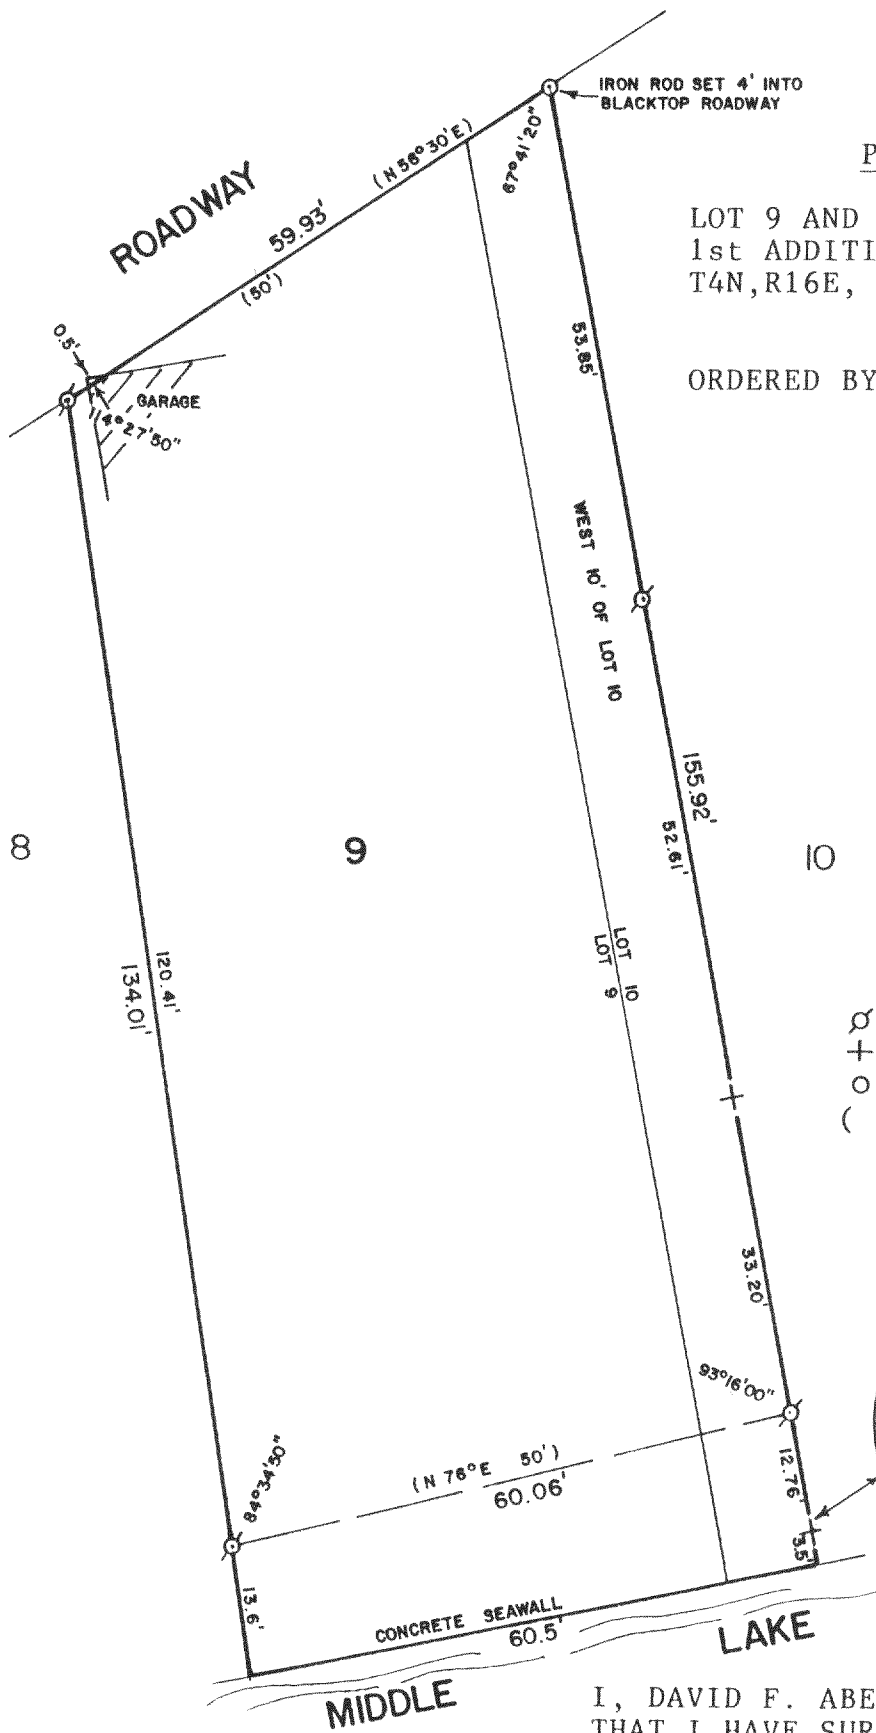 IRON ROD SET 4' INTO
BLACKTOP ROADWAY
(N 56° 30' E)
67° 41' 20"
ROADWAY
59.93'
(50')
LOT 9 AND
1st ADDITI
T4N, R16E,
ORDERED BY
0.5'
GARAGE
114° 27' 50"
53.85'
WEST 10' OF LOT 10
155.92'
52.61'
8
9
10
LOT 10
LOT 9
120.41'
134.01'
33.20'
93° 16' 00"
84° 34' 50"
(N 76° E 50')
60.06'
12.76'
3.5'
13.6'
CONCRETE SEAWALL
60.5'
MIDDLE LAKE
I, DAVID F. ABE
THAT I HAVE SUR